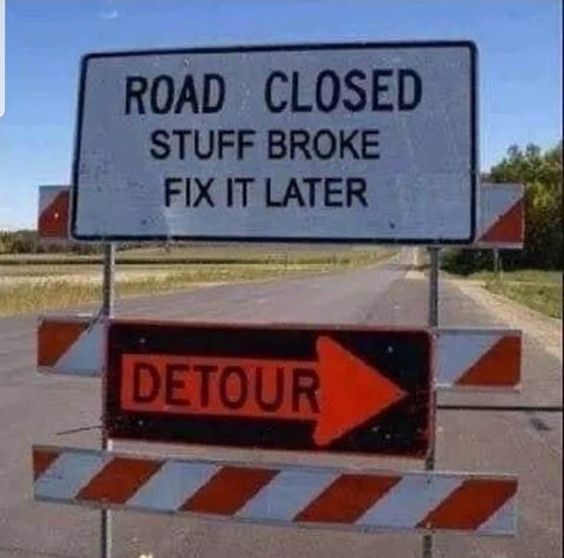 ROAD CLOSED
STUFF BROKE
FIX IT LATER
DETOUR